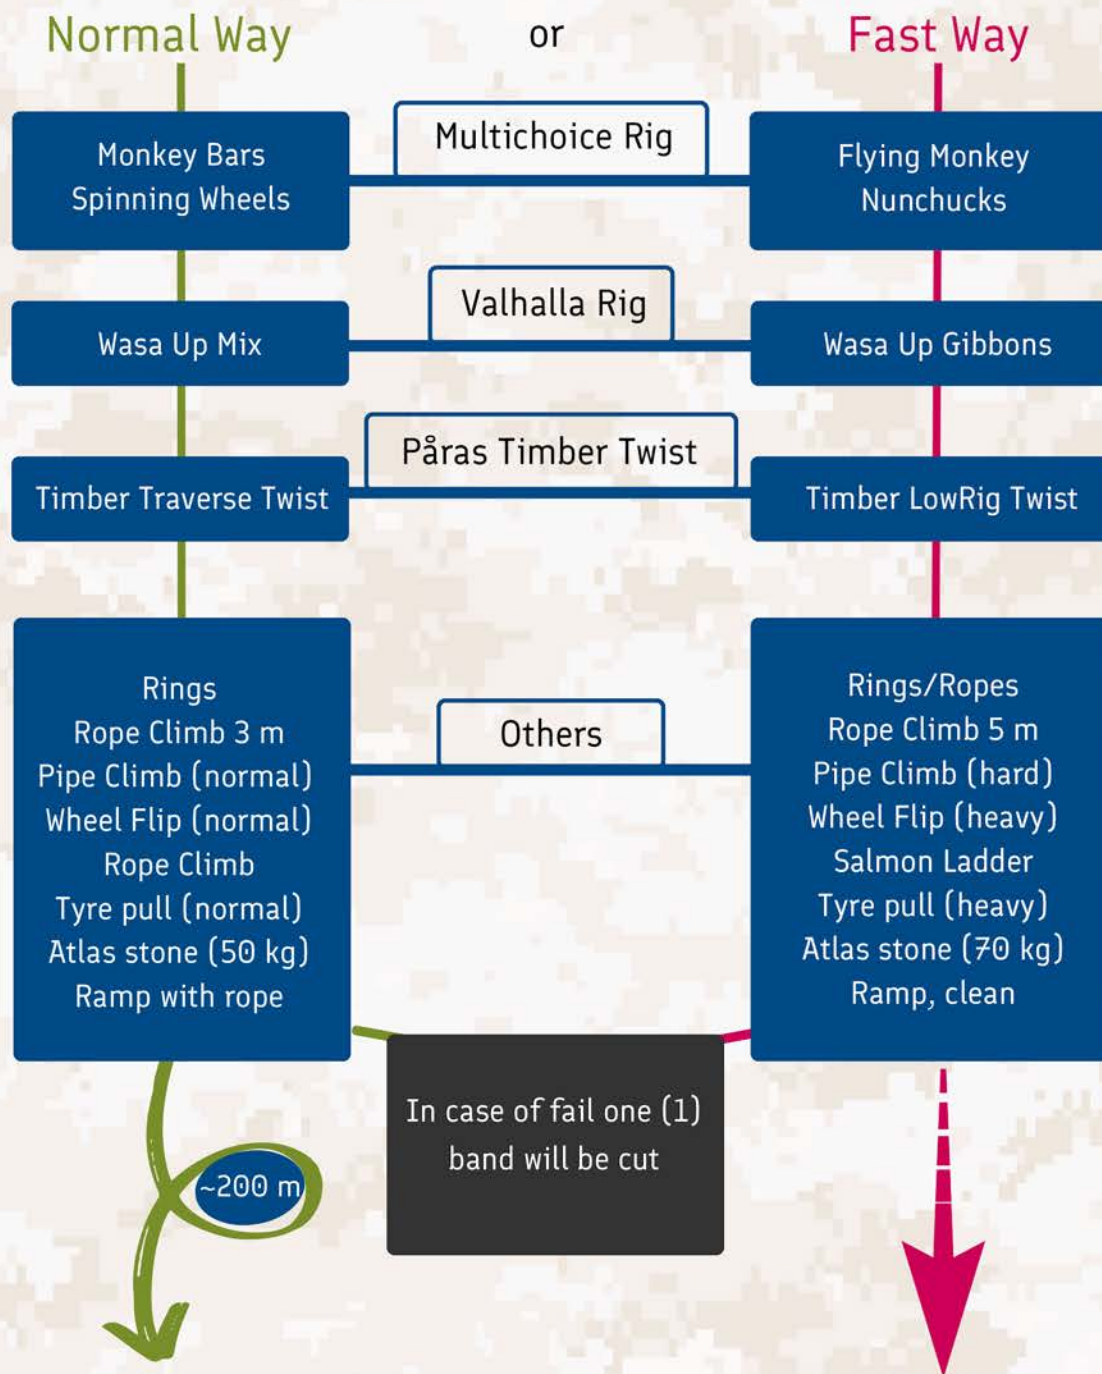 Normal Way
or
Fast Way
Monkey Bars
Spinning Wheels
Multichoice Rig
Flying Monkey
Nunchucks
Wasa Up Mix
Valhalla Rig
Wasa Up Gibbons
Timber Traverse Twist
Påras Timber Twist
Timber LowRig Twist
Rings
Rope Climb 3 m
Pipe Climb (normal)
Wheel Flip (normal)
Rope Climb
Tyre pull (normal)
Atlas stone (50 kg)
Ramp with rope
Others
Rings/Ropes
Rope Climb 5 m
Pipe Climb (hard)
Wheel Flip (heavy)
Salmon Ladder
Tyre pull (heavy)
Atlas stone (70 kg)
Ramp, clean
In case of fail one (1)
band will be cut
~200 m